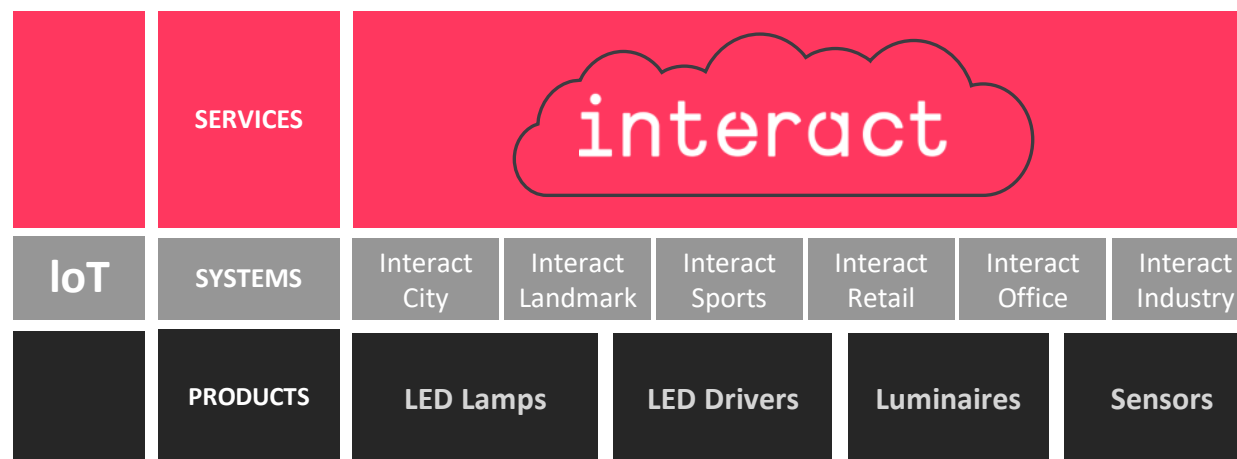 SERVICES
interact
IoT
SYSTEMS
Interact
City
Interact
Landmark
Interact
Sports
Interact
Retail
Interact
Office
Interact
Industry
PRODUCTS
LED Lamps
LED Drivers
Luminaires
Sensors